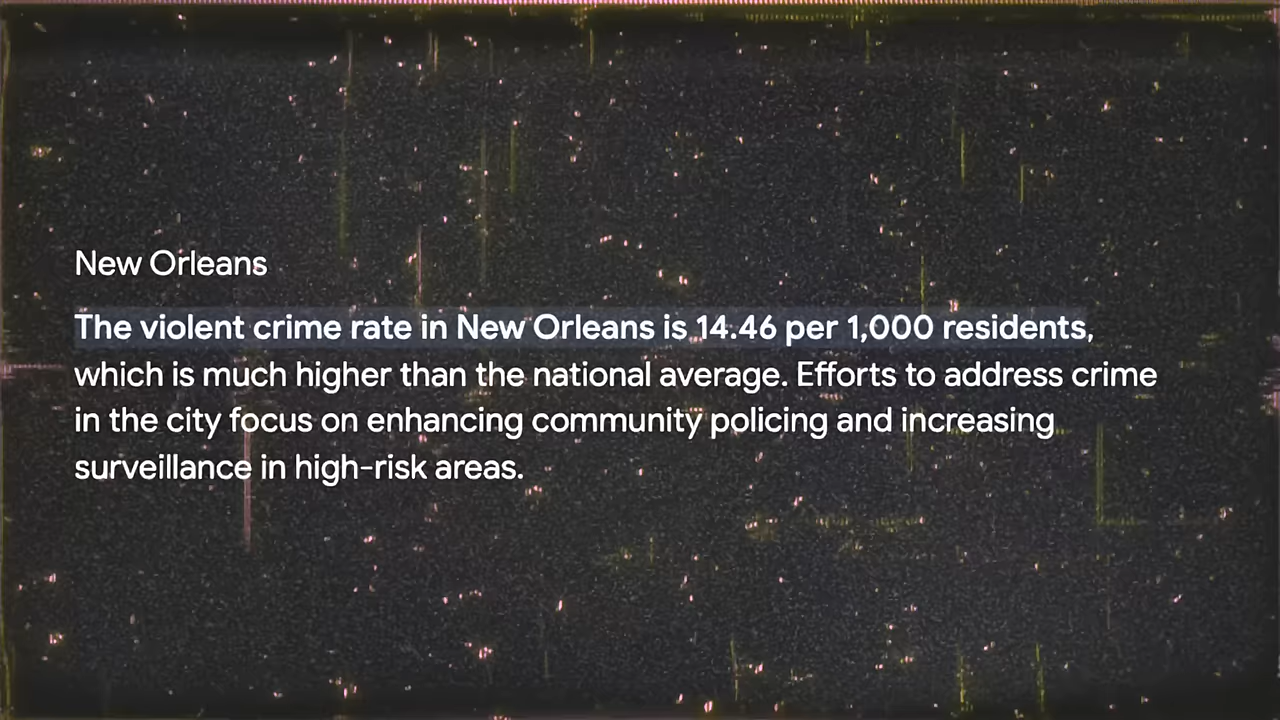 New Orleans
The violent crime rate in New Orleans is 14.46 per 1,000 residents,
which is much higher than the national average. Efforts to address crime
in the city focus on enhancing community policing and increasing
surveillance in high-risk areas.